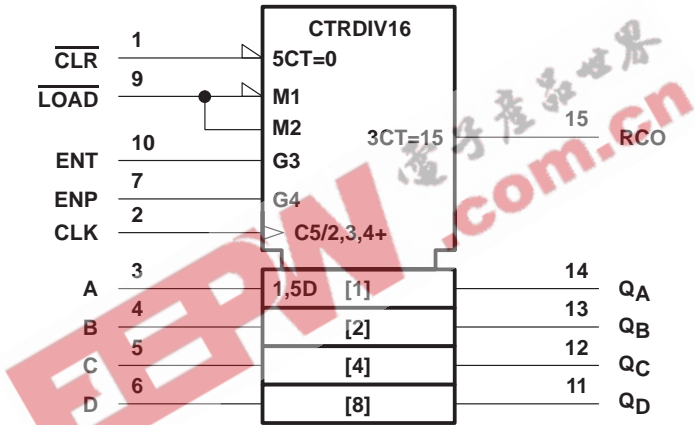 CTRDIV16
1
CLR
5CT=0
9
LOAD
M1
M2
3CT=15
15
RCO
10
ENT
G3
7
ENP
G4
2
CLK
C5/2,3,4+
3
A
1,5D
[1]
14
QA
4
B
[2]
13
QB
5
C
[4]
12
QC
6
D
[8]
11
QD
EEPW
.com.cn
電子產品世界